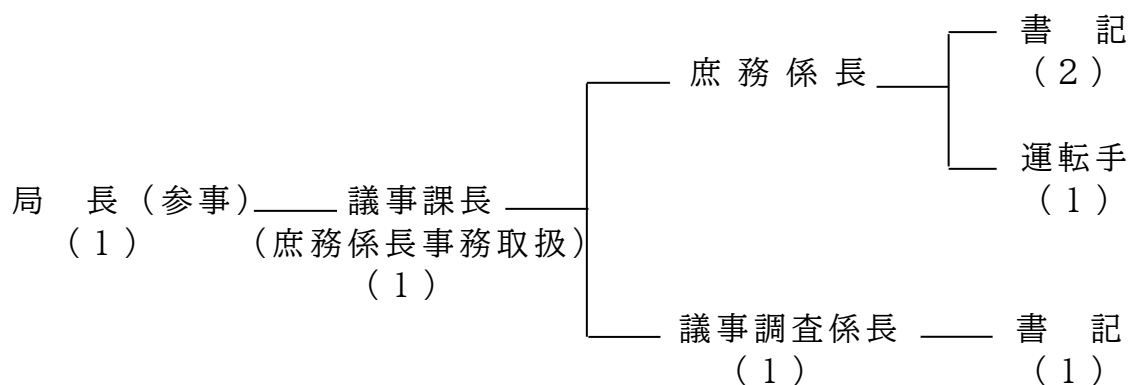 書　記
庶務係長
（２）
運転手
局　長（参事）
議事課長
（１）
（１）
（庶務係長事務取扱）
（１）
議事調査係長
書　記
（１）
（１）